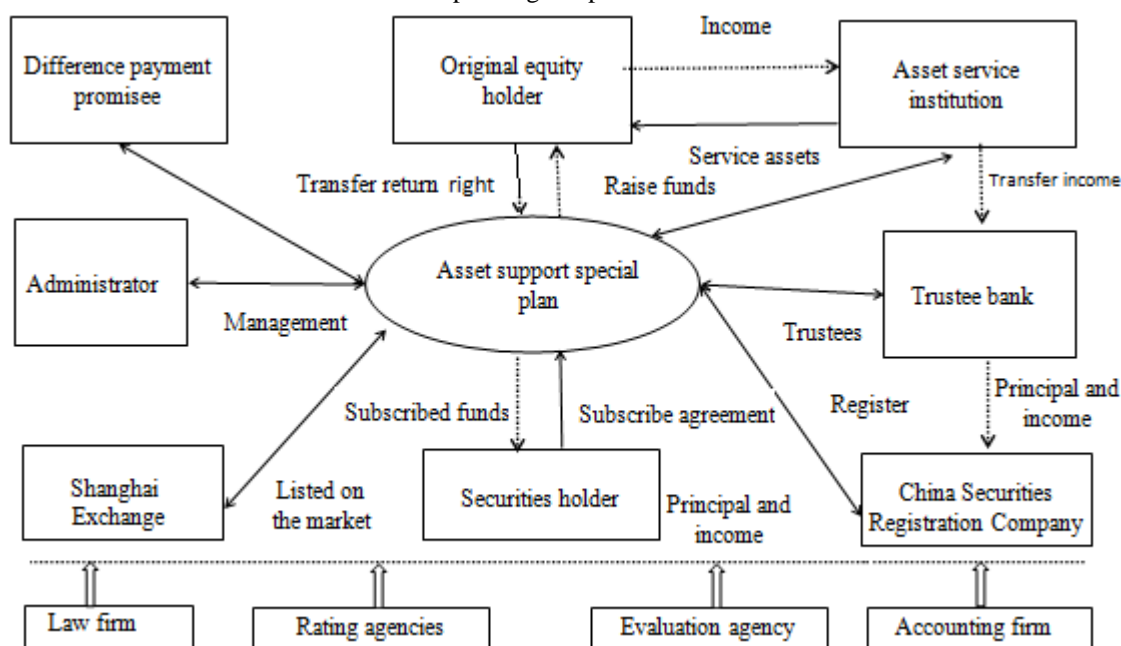 Income
Difference payment
promisee
Original equity
holder
Asset service
institution
Service assets
Transfer return right
Raise funds
Transfer income
Administrator
Asset support special
plan
Trustee bank
Management
Trustees
Subscribed funds
Subscribe agreement
Register
Principal and
income
Shanghai
Exchange
Listed on
the market
Securities holder
Principal and
income
China Securities
Registration Company
Law firm
Rating agencies
Evaluation agency
Accounting firm